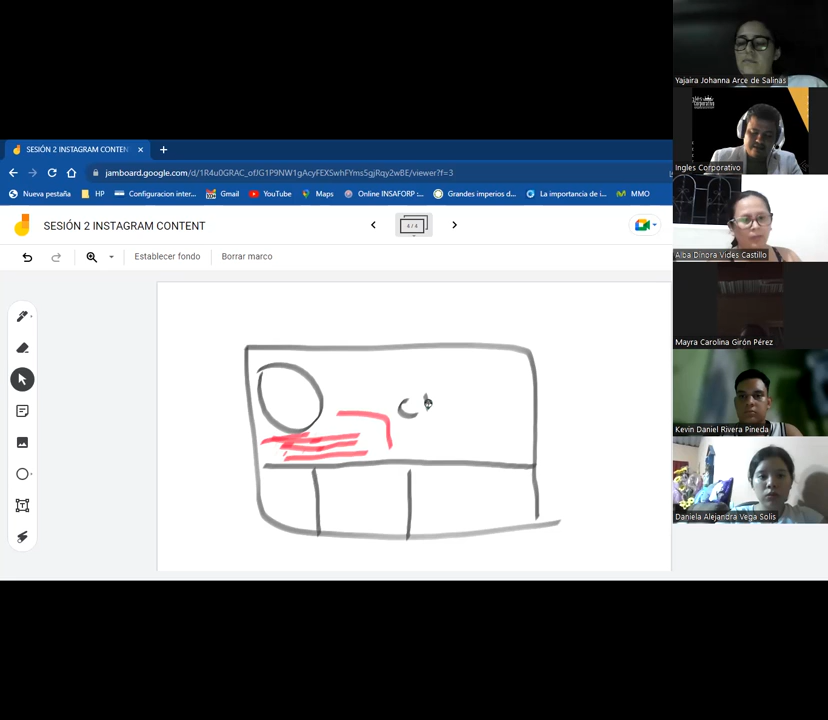 SESIÓN 2 INSTAGRAM CONTEN
jamboard.google.com/d/1R4u0GRAC_ofJG1P9NW1gAcyFEXSwhFYmsSgjRqy2wBE/viewer?f=3
Nueva pestaña HP Configuracion inter... Gmail YouTube Maps Online INSAFORP :... Grandes imperios d... La importancia de i... MMO
SESIÓN 2 INSTAGRAM CONTENT
4 / 4
Establecer fondo Borrar marco
C
Yajaira Johanna Arce de Salinas
Ingles Corporativo
Alba Dinora Vides Castillo
Mayra Carolina Girón Pérez
Kevin Daniel Rivera Pineda
Daniela Alejandra Vega Solis